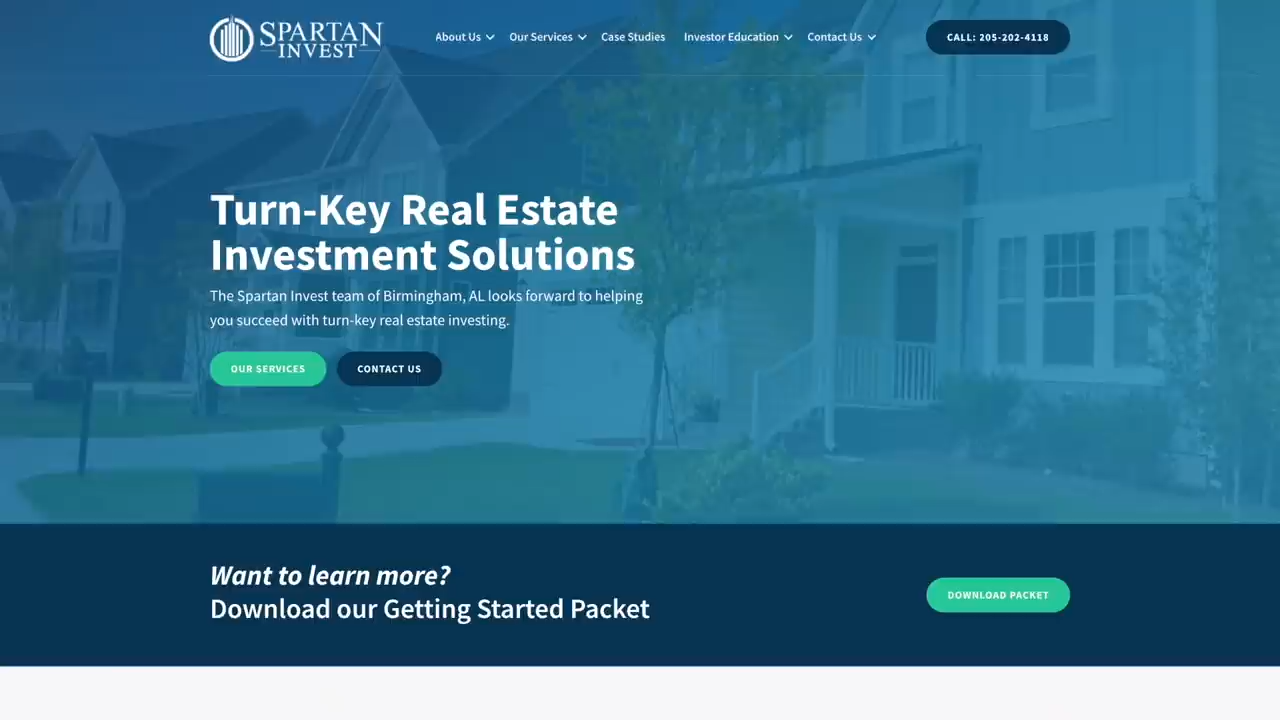 SPARTAN
INVEST
About Us
Our Services
Case Studies
Investor Education
Contact Us
CALL: 205-202-4118
Turn-Key Real Estate
Investment Solutions
The Spartan Invest team of Birmingham, AL looks forward to helping
you succeed with turn-key real estate investing.
OUR SERVICES
CONTACT US
Want to learn more?
Download our Getting Started Packet
DOWNLOAD PACKET